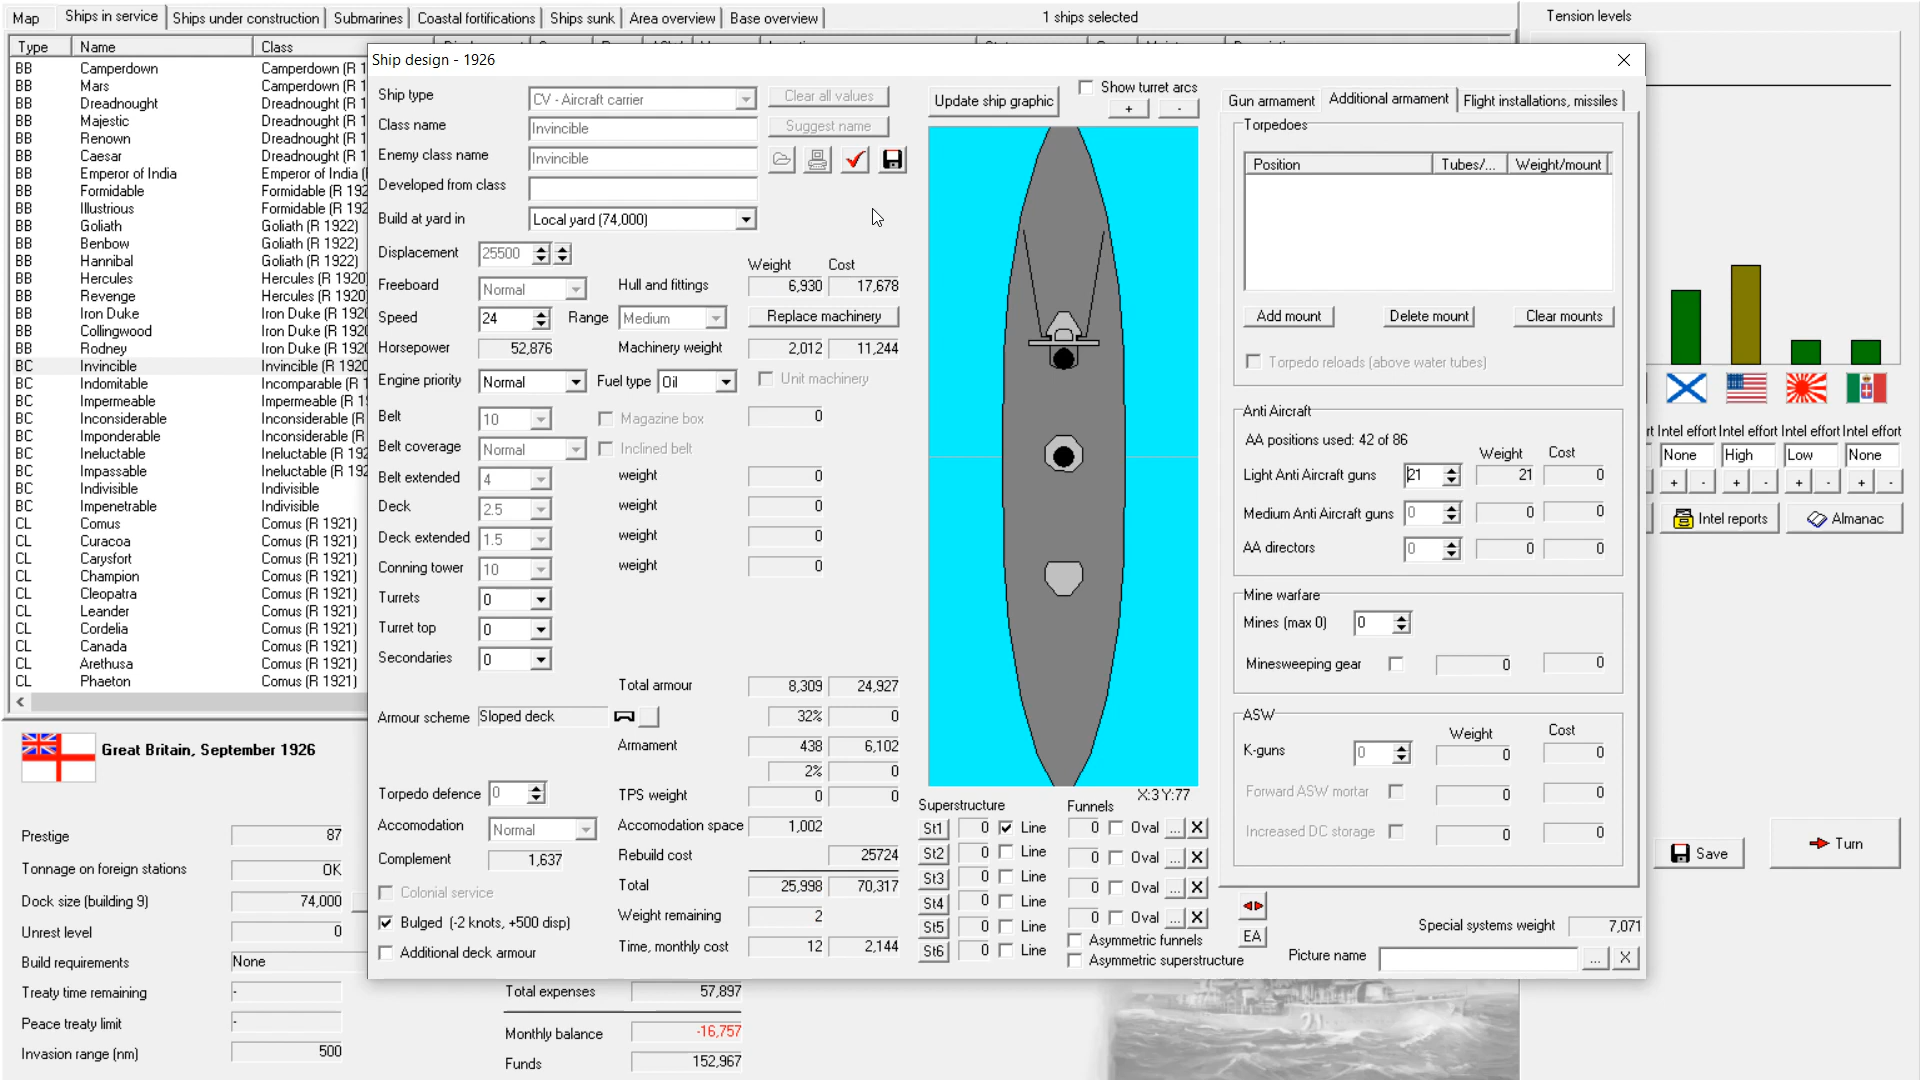 Map
Ships in service
Ships under construction
Submarines
Coastal fortifications
Ships sunk
Area overview
Base overview
1 ships selected
Tension levels
Type
Name
Class
BB Camperdown Camperdown (R 1
BB Mars Camperdown (R 1
BB Dreadnought Dreadnought (R 1
BB Majestic Dreadnought (R 1
BB Renown Dreadnought (R 1
BB Caesar Dreadnought (R 1
BB Emperor of India Emperor of India (
BB Formidable Formidable (R 192
BB Illustrious Formidable (R 192
BB Goliath Goliath (R 1922)
BB Benbow Goliath (R 1922)
BB Hannibal Goliath (R 1922)
BB Hercules Hercules (R 1920)
BB Revenge Hercules (R 1920)
BB Iron Duke Iron Duke (R 1920
BB Collingwood Iron Duke (R 1920
BB Rodney Iron Duke (R 1920
BC Invincible Invincible (R 1920
BC Indomitable Incomparable (R 1
BC Impermeable Impermeable (R 1
BC Inconsiderable Inconsiderable (R
BC Imponderable Inconsiderable (R
BC Ineluctable Ineluctable (R 192
BC Impassable Ineluctable (R 192
BC Indivisible Indivisible
BC Impenetrable Indivisible
CL Comus Comus (R 1921)
CL Curacoa Comus (R 1921)
CL Carysfort Comus (R 1921)
CL Champion Comus (R 1921)
CL Cleopatra Comus (R 1921)
CL Leander Comus (R 1921)
CL Cordelia Comus (R 1921)
CL Canada Comus (R 1921)
CL Arethusa Comus (R 1921)
CL Phaeton Comus (R 1921)
Great Britain, September 1926
Prestige 87
Tonnage on foreign stations OK
Dock size (building 9) 74,000
Unrest level 0
Build requirements None
Treaty time remaining -
Peace treaty limit -
Invasion range (nm) 500
Total expenses 57,897
Monthly balance -16,757
Funds 152,967
Ship design - 1926
Ship type CV - Aircraft carrier Clear all values
Class name Invincible Suggest name
Enemy class name Invincible
Developed from class
Build at yard in Local yard (74,000)
Displacement 25500
Weight Cost
Freeboard Normal Hull and fittings 6,930 17,678
Speed 24 Range Medium Replace machinery
Horsepower 52,876 Machinery weight 2,012 11,244
Engine priority Normal Fuel type Oil Unit machinery
Belt 10 Magazine box 0
Belt coverage Normal Inclined belt
Belt extended 4 weight 0
Deck 2.5 weight 0
Deck extended 1.5 weight 0
Conning tower 10 weight 0
Turrets 0
Turret top 0
Secondaries 0
Total armour 8,309 24,927
Armour scheme Sloped deck 32% 0
Armament 438 6,102
2% 0
Torpedo defence 0 TPS weight 0 0
Accomodation Normal Accomodation space 1,002
Complement 1,637 Rebuild cost 25724
Colonial service Total 25,998 70,317
Bulged (-2 knots, +500 disp) Weight remaining 2
Additional deck armour Time, monthly cost 12 2,144
Update ship graphic
Show turret arcs
+ -
X:3 Y:77
Superstructure Funnels
St1 0 Line 0 Oval ... X
St2 0 Line 0 Oval ... X
St3 0 Line 0 Oval ... X
St4 0 Line 0 Oval ... X
St5 0 Line
St6 0 Line
Asymmetric funnels
Asymmetric superstructure
EA
Gun armament
Additional armament
Flight installations, missiles
Torpedoes
Position Tubes/... Weight/mount
Add mount Delete mount Clear mounts
Torpedo reloads (above water tubes)
Anti Aircraft
AA positions used: 42 of 86
Weight Cost
Light Anti Aircraft guns 21 21 0
Medium Anti Aircraft guns 0 0 0
AA directors 0 0 0
Mine warfare
Mines (max 0) 0
Minesweeping gear 0 0
ASW
Weight Cost
K-guns 0 0 0
Forward ASW mortar 0 0
Increased DC storage 0 0
Special systems weight 7,071
Picture name ... X
Intel effort Intel effort Intel effort Intel effort
None High Low None
+ - + - + - + -
Intel reports Almanac
Save Turn